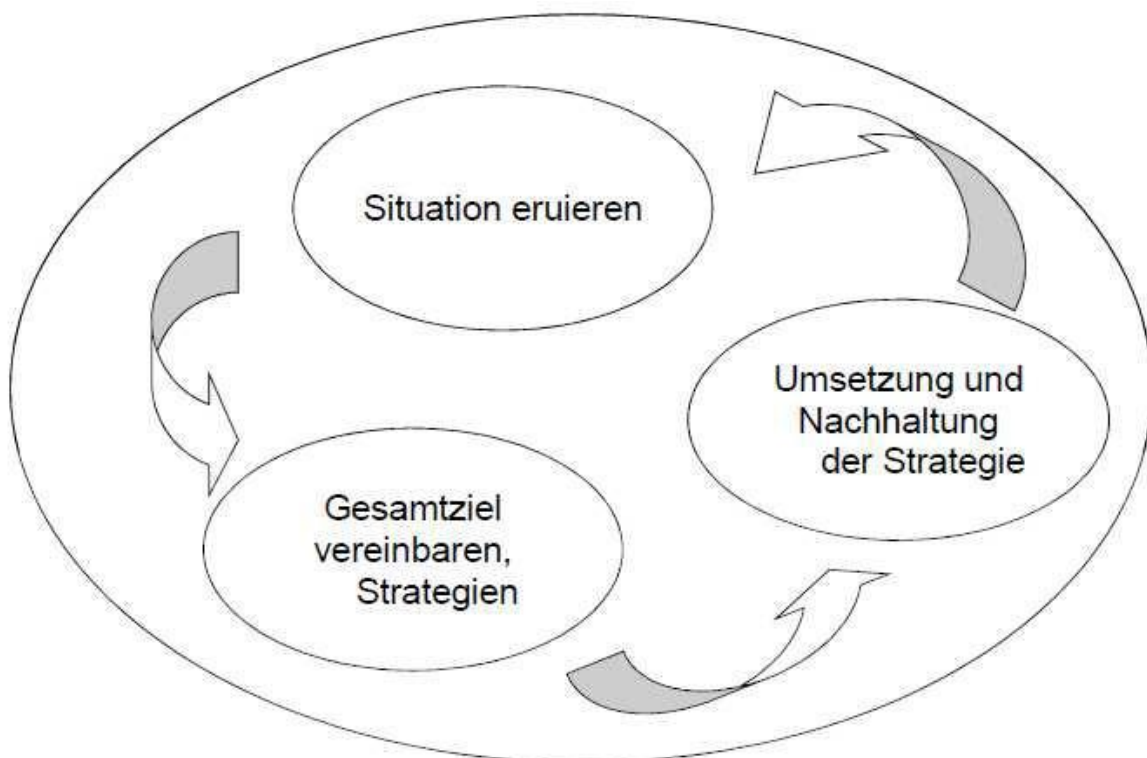 Situation eruieren
Umsetzung und
Nachhaltung
der Strategie
Gesamtziel
vereinbaren,
Strategien